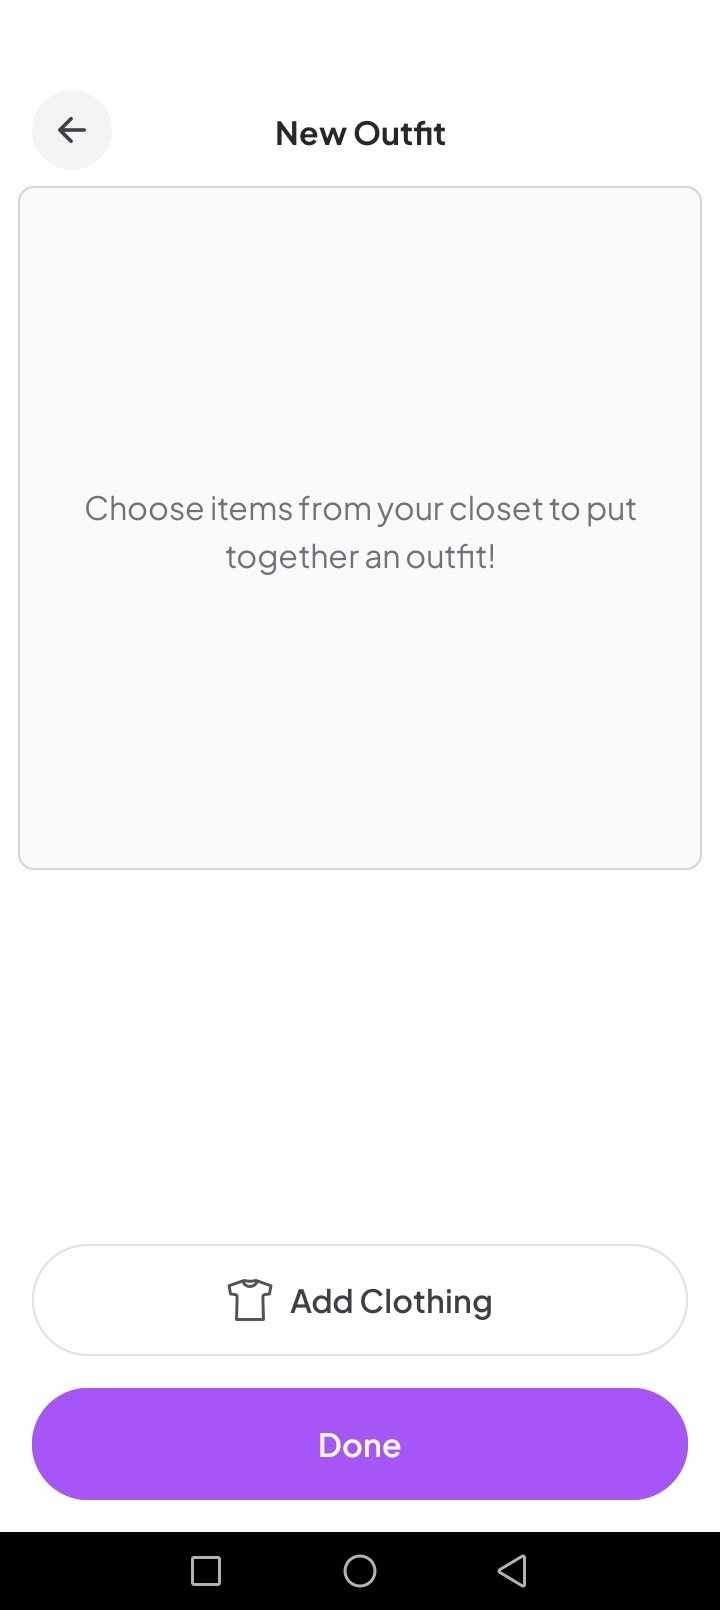 New Outfit
Choose items from your closet to put
together an outfit!
Add Clothing
Done